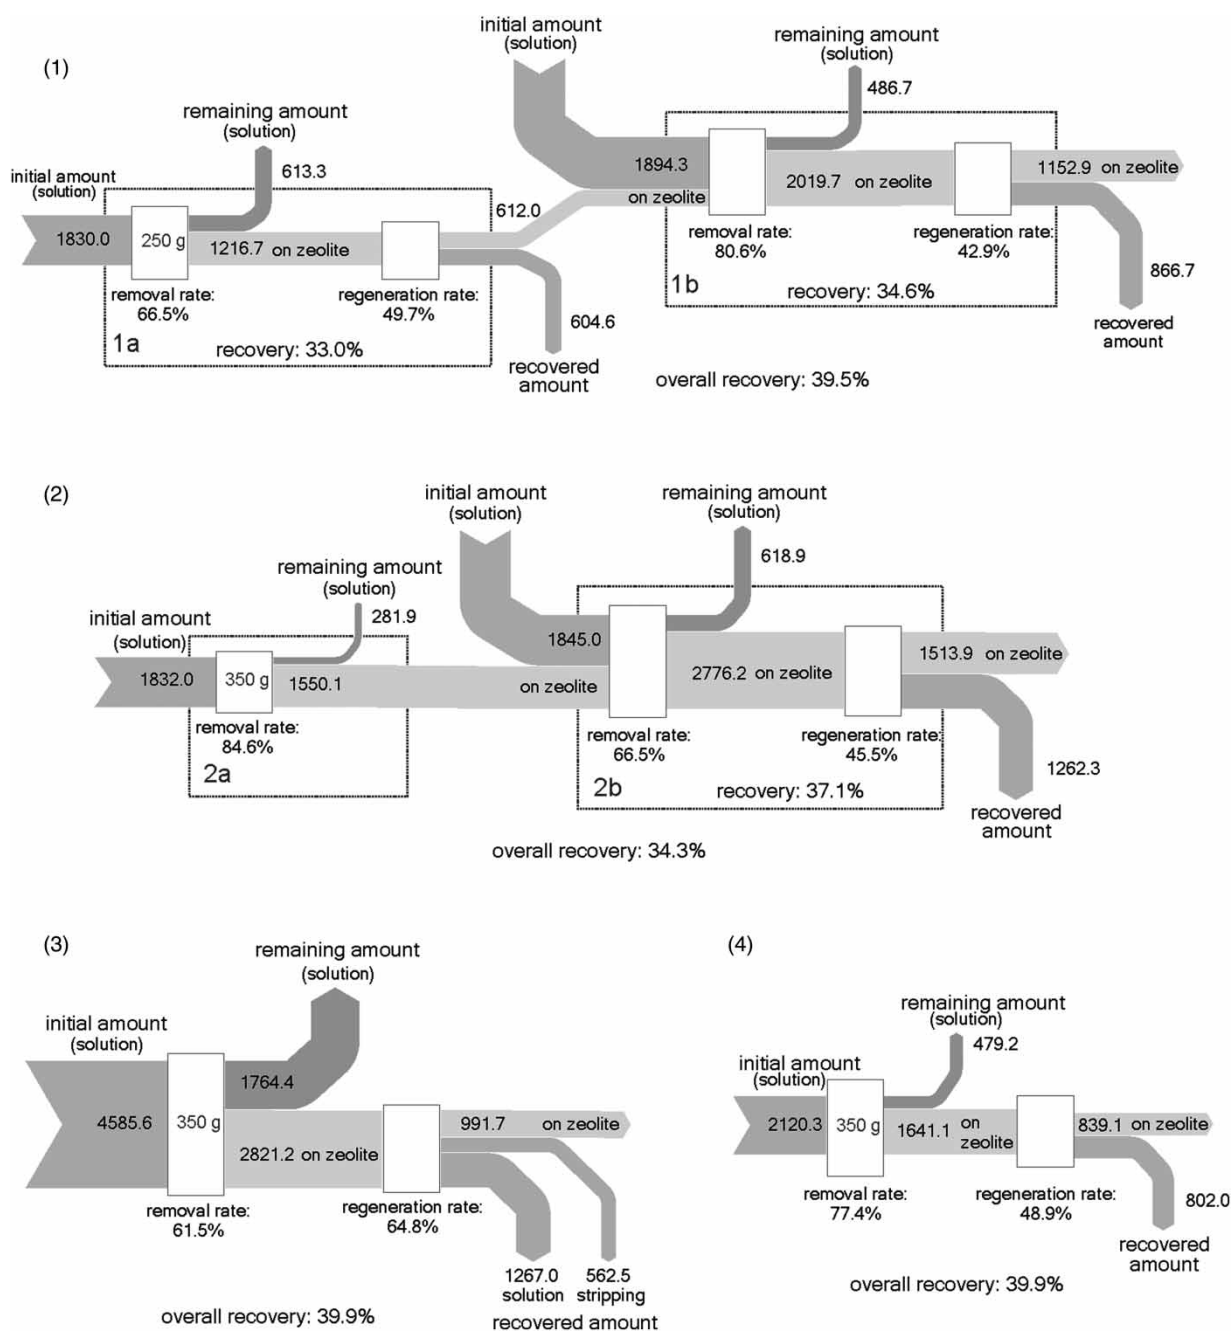 (1)
initial amount
(solution)
remaining amount
(solution)
486.7
remaining amount
(solution)
613.3
initial amount
(solution)
1830.0
250 g
1216.7 on zeolite
removal rate:
66.5%
regeneration rate:
49.7%
1a
recovery: 33.0%
612.0
604.6
recovered
amount
1894.3
on zeolite
2019.7 on zeolite
1152.9 on zeolite
removal rate:
80.6%
regeneration rate:
42.9%
1b
recovery: 34.6%
866.7
recovered
amount
overall recovery: 39.5%
(2)
initial amount
(solution)
remaining amount
(solution)
618.9
remaining amount
(solution)
281.9
initial amount
(solution)
1832.0
350 g
1550.1
on zeolite
removal rate:
84.6%
2a
1845.0
2776.2 on zeolite
1513.9 on zeolite
removal rate:
66.5%
regeneration rate:
45.5%
2b
recovery: 37.1%
1262.3
recovered
amount
overall recovery: 34.3%
(3)
remaining amount
(solution)
initial amount
(solution)
1764.4
4585.6
350 g
2821.2 on zeolite
991.7 on zeolite
removal rate:
61.5%
regeneration rate:
64.8%
1267.0
solution
562.5
stripping
recovered amount
overall recovery: 39.9%
(4)
remaining amount
(solution)
479.2
initial amount
(solution)
2120.3
350 g
1641.1
on
zeolite
839.1 on zeolite
removal rate:
77.4%
regeneration rate:
48.9%
802.0
recovered
amount
overall recovery: 39.9%